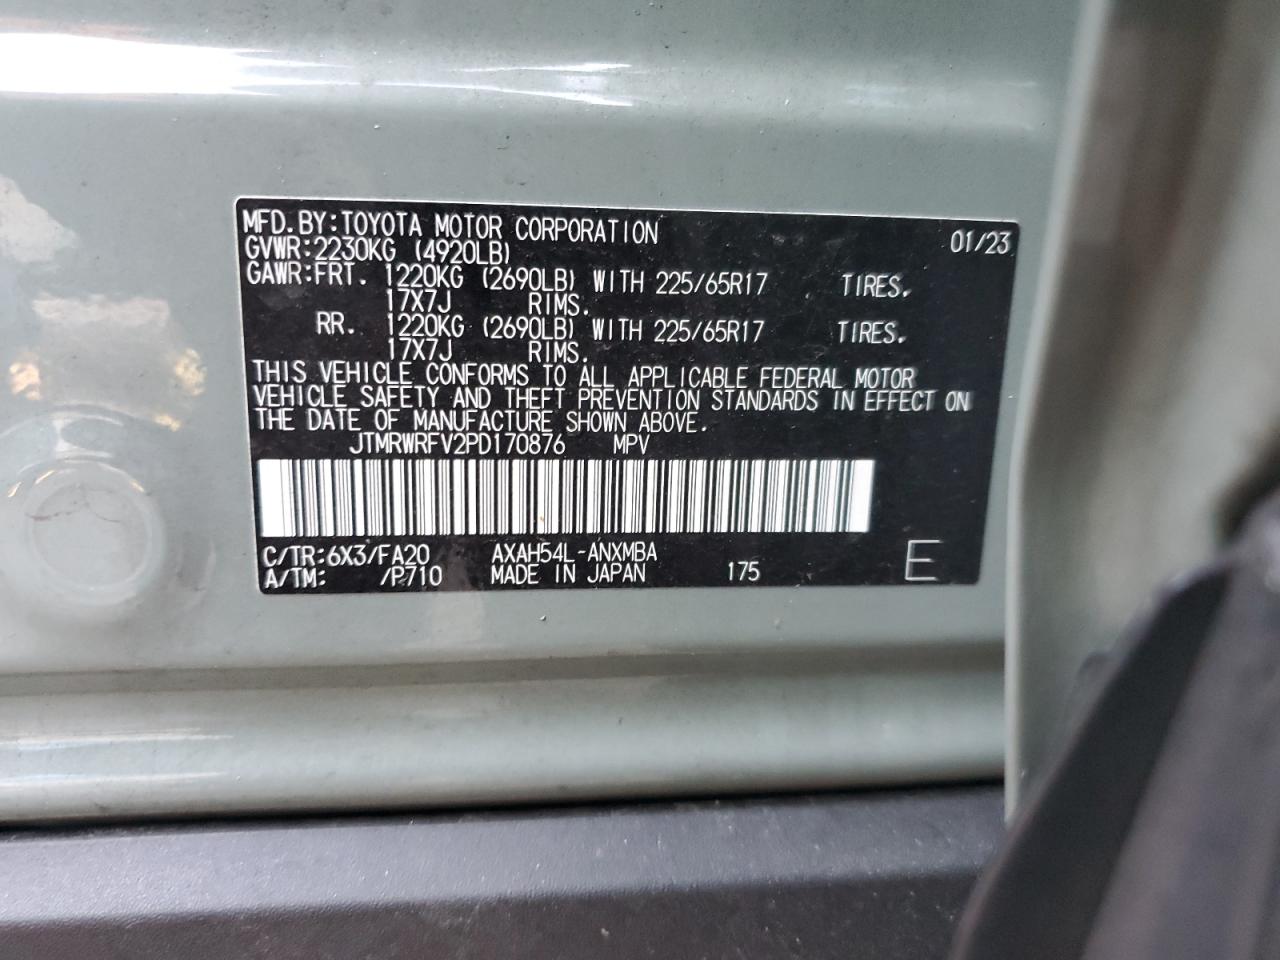 MFD.BY:TOYOTA MOTOR CORPORATION 01/23
GVWR:2230KG (4920LB)
GAWR:FRT. 1220KG (2690LB) WITH 225/65R17 TIRES.
17X7J RIMS.
RR. 1220KG (2690LB) WITH 225/65R17 TIRES.
17X7J RIMS.
THIS VEHICLE CONFORMS TO ALL APPLICABLE FEDERAL MOTOR
VEHICLE SAFETY AND THEFT PREVENTION STANDARDS IN EFFECT ON
THE DATE OF MANUFACTURE SHOWN ABOVE.
JTMRWRFV2PD170876 MPV
C/TR:6X3/FA20 AXAH54L-ANXMBA
A/TM: /P710 MADE IN JAPAN 175 E